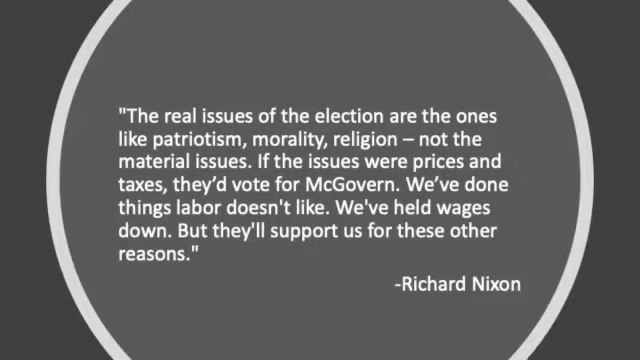 "The real issues of the election are the ones
like patriotism, morality, religion – not the
material issues. If the issues were prices and
taxes, they’d vote for McGovern. We’ve done
things labor doesn't like. We've held wages
down. But they'll support us for these other
reasons."
-Richard Nixon